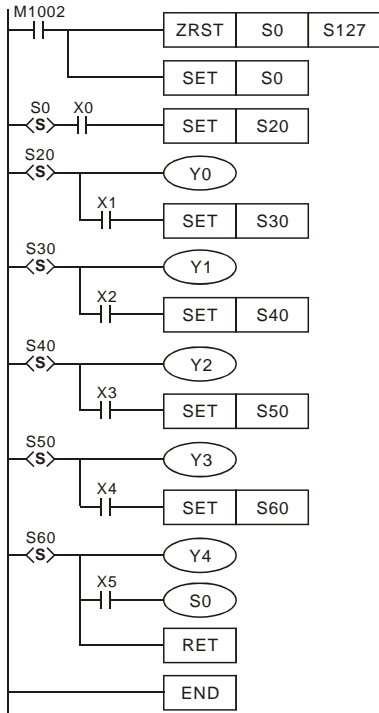 M1002
ZRST S0 S127
SET S0
S0 X0
S SET S20
S20
S Y0
X1
SET S30
S30
S Y1
X2
SET S40
S40
S Y2
X3
SET S50
S50
S Y3
X4
SET S60
S60
S Y4
X5
S0
RET
END